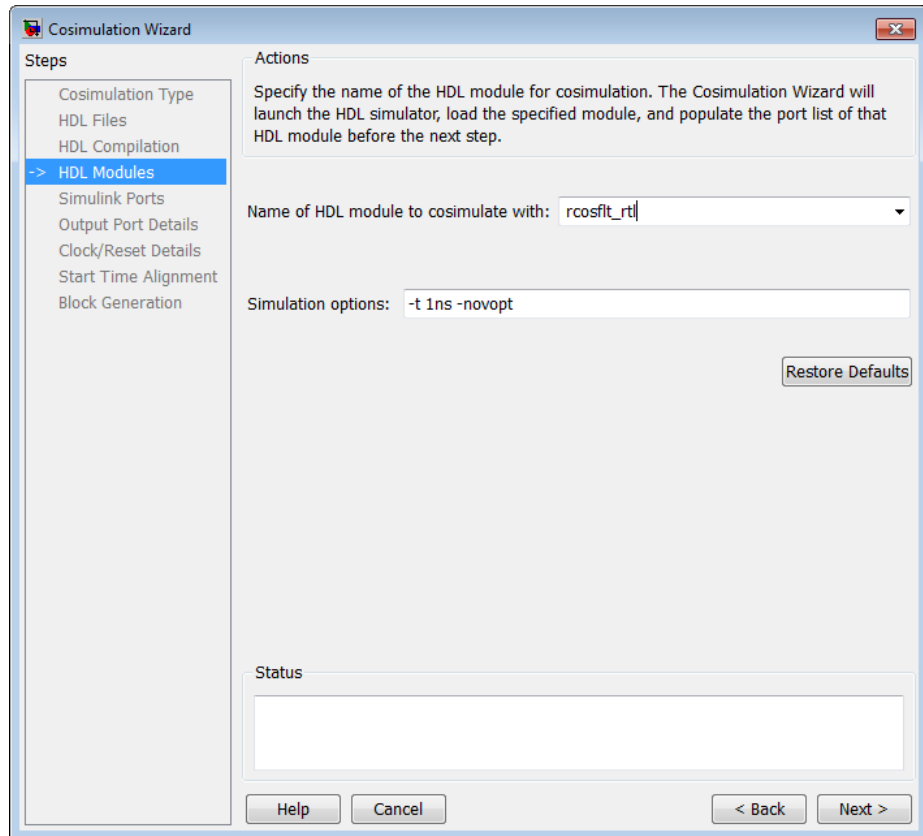 Cosimulation Wizard
Steps
Cosimulation Type
HDL Files
HDL Compilation
-> HDL Modules
Simulink Ports
Output Port Details
Clock/Reset Details
Start Time Alignment
Block Generation
Actions
Specify the name of the HDL module for cosimulation. The Cosimulation Wizard will
launch the HDL simulator, load the specified module, and populate the port list of that
HDL module before the next step.
Name of HDL module to cosimulate with: rcosflt_rtl
Simulation options: -t 1ns -novopt
Restore Defaults
Status
Help Cancel < Back Next >